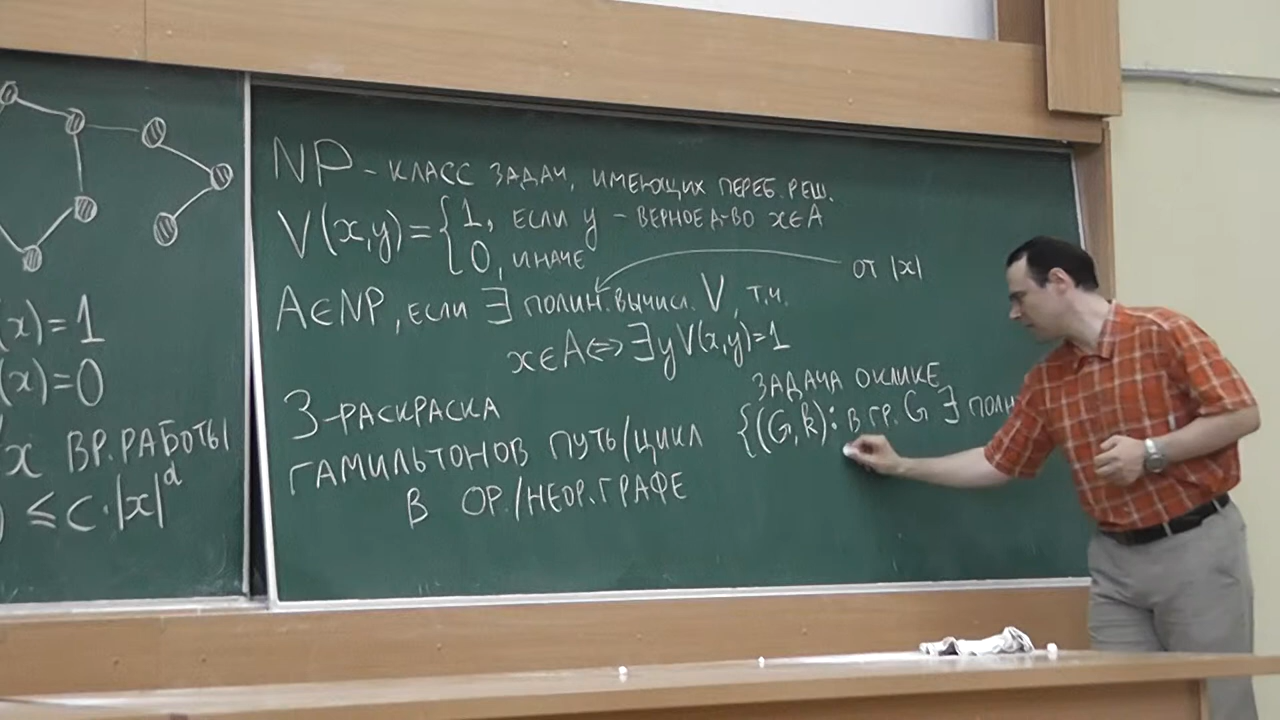 (x)=1
(x)=0
x ВР. РАБОТЫ
≤ C·|x|^d
NP - КЛАСС ЗАДАЧ, ИМЕЮЩИХ ПЕРЕБ. РЕШ.
V(x,y) = { 1, ЕСЛИ y - ВЕРНОЕ Д-ВО x∈A
0, ИНАЧЕ
ОТ |x|
A∈NP, ЕСЛИ ∃ ПОЛИН. ВЫЧИСЛ. V, Т.Ч.
x∈A ⇔ ∃y V(x,y)=1
3-РАСКРАСКА
ГАМИЛЬТОНОВ ПУТЬ/ЦИКЛ
В ОР./НЕОР. ГРАФЕ
ЗАДАЧА О КЛИКЕ
{(G,k): В ГР. G ∃ ПОЛН